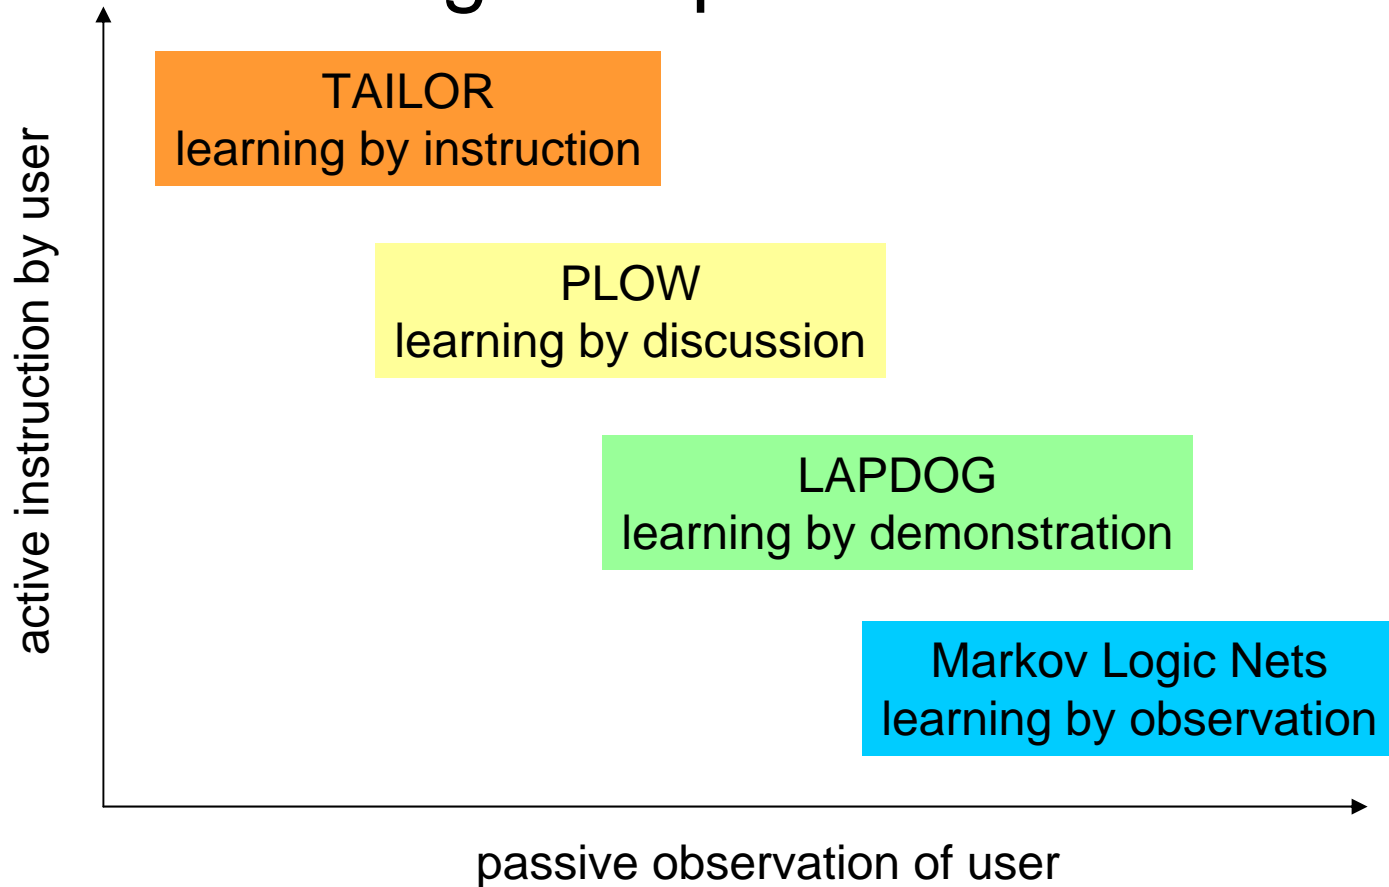 TAILOR
learning by instruction
PLOW
learning by discussion
LAPDOG
learning by demonstration
Markov Logic Nets
learning by observation
active instruction by user
passive observation of user